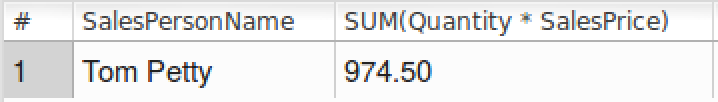 # SalesPersonName SUM(Quantity * SalesPrice)
1 Tom Petty 974.50